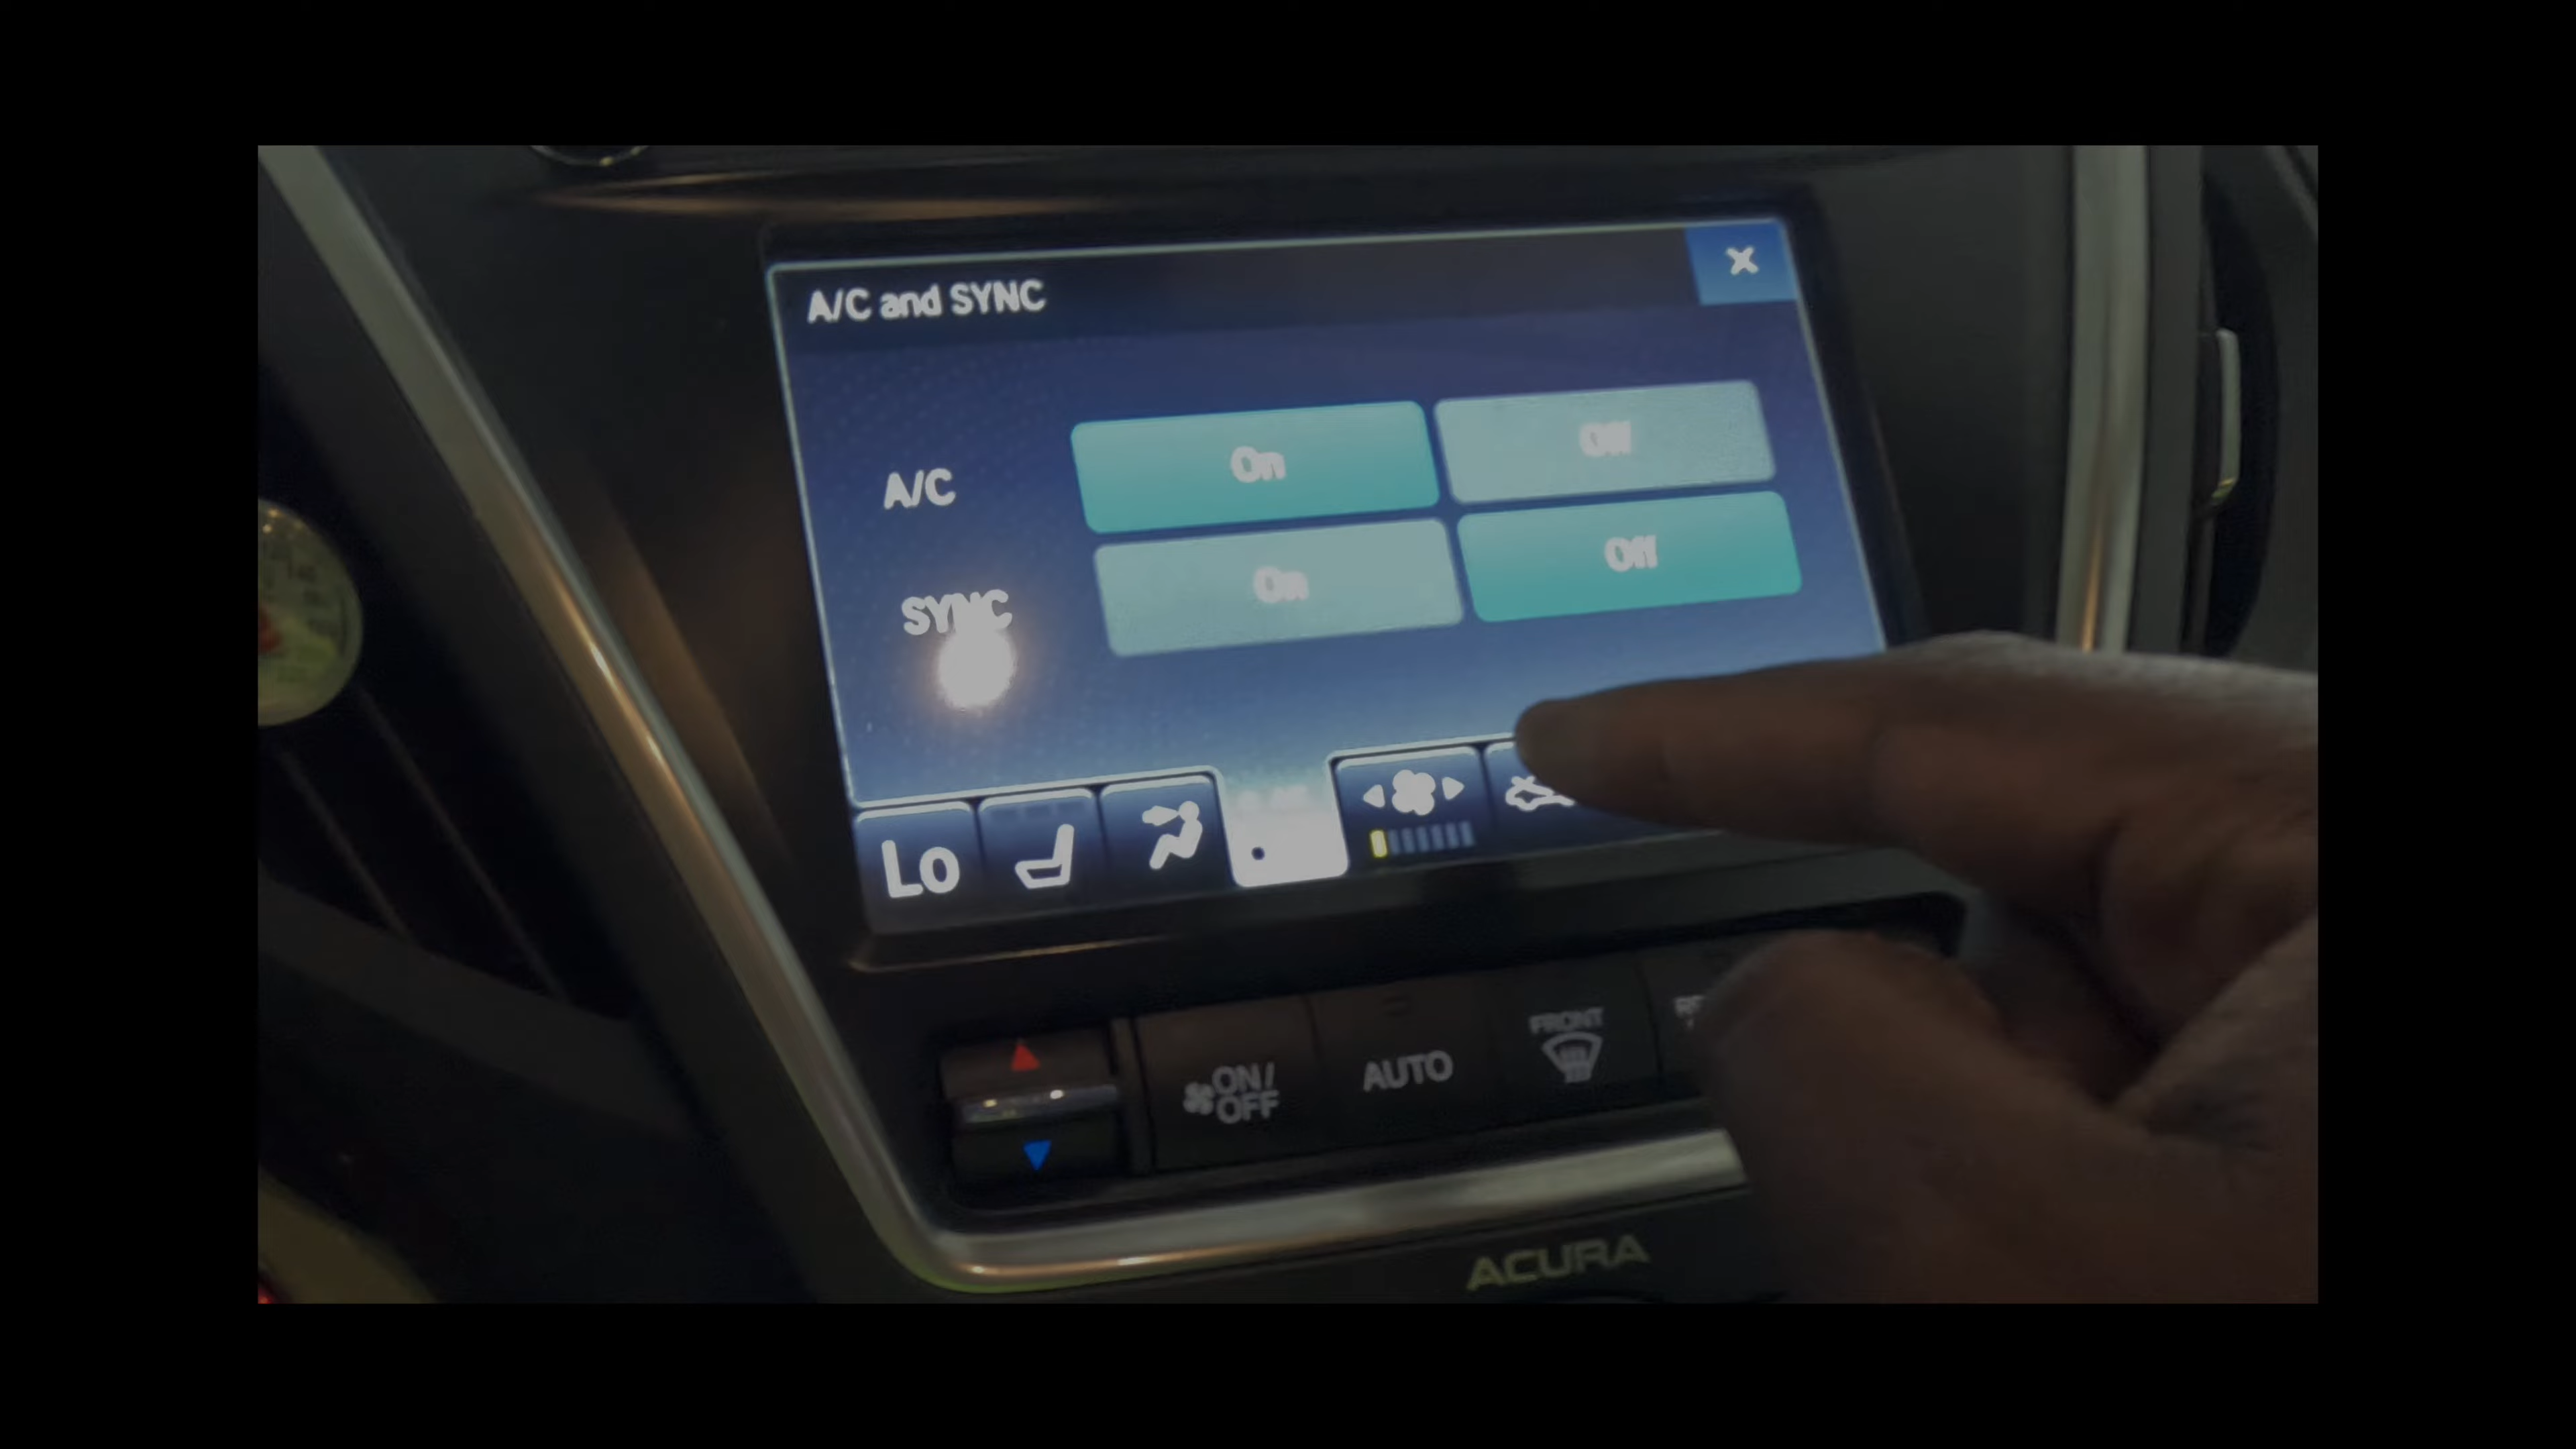 A/C and SYNC
A/C On Off
SYNC On Off
Lo
ON/
OFF
AUTO
FRONT
ACURA